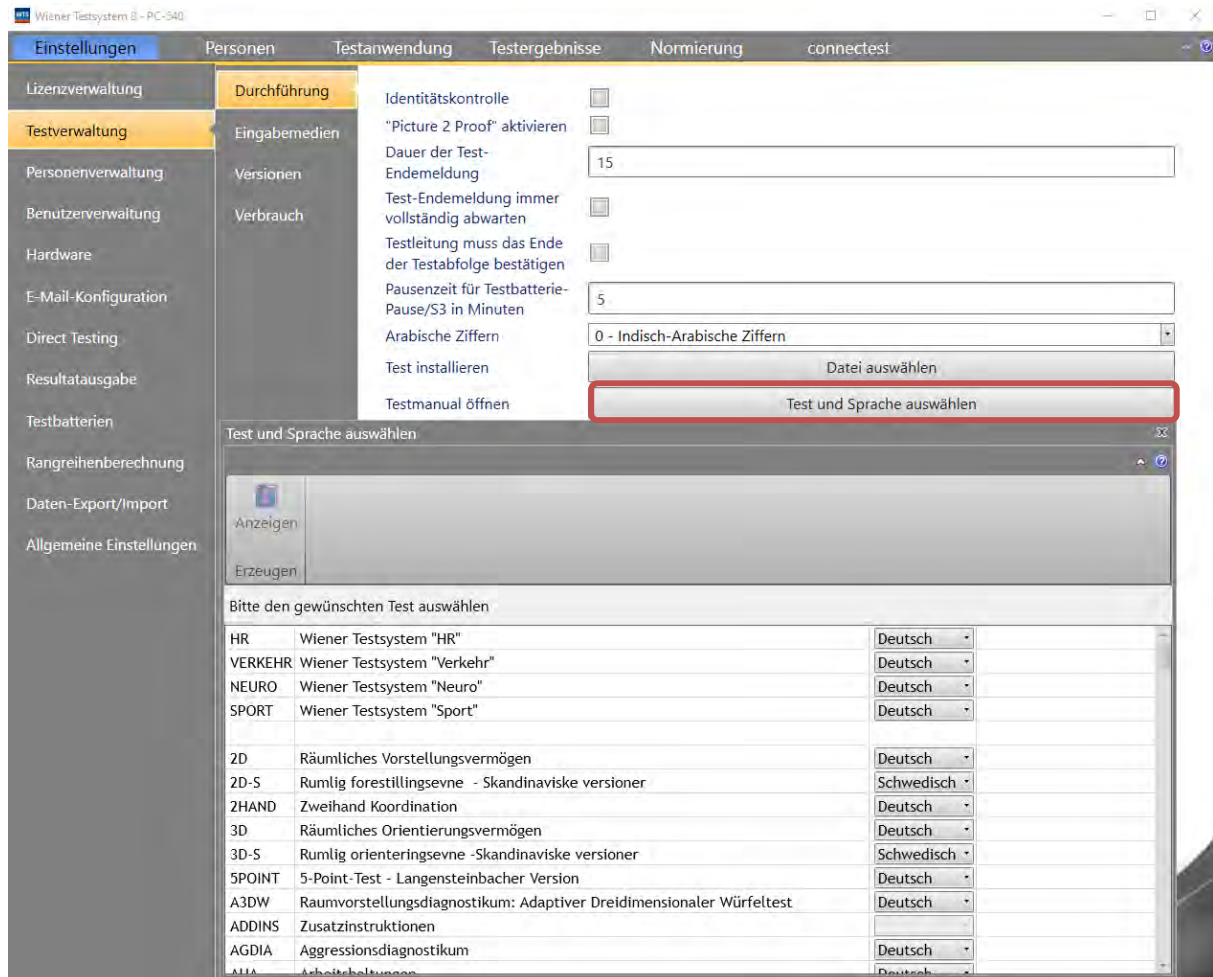 WTS Wiener Testsystem 8 - PC-540
Einstellungen Personen Testanwendung Testergebnisse Normierung connectest
Lizenzverwaltung
Testverwaltung
Personenverwaltung
Benutzerverwaltung
Hardware
E-Mail-Konfiguration
Direct Testing
Resultatausgabe
Testbatterien
Rangreihenberechnung
Daten-Export/Import
Allgemeine Einstellungen
Durchführung
Eingabemedien
Versionen
Verbrauch
Identitätskontrolle
"Picture 2 Proof" aktivieren
Dauer der Test-
Endemeldung
15
Test-Endemeldung immer
vollständig abwarten
Testleitung muss das Ende
der Testabfolge bestätigen
Pausenzeit für Testbatterie-
Pause/S3 in Minuten
5
Arabische Ziffern 0 - Indisch-Arabische Ziffern
Test installieren Datei auswählen
Testmanual öffnen Test und Sprache auswählen
Test und Sprache auswählen
Anzeigen
Erzeugen
Bitte den gewünschten Test auswählen
HR Wiener Testsystem "HR" Deutsch
VERKEHR Wiener Testsystem "Verkehr" Deutsch
NEURO Wiener Testsystem "Neuro" Deutsch
SPORT Wiener Testsystem "Sport" Deutsch
2D Räumliches Vorstellungsvermögen Deutsch
2D-S Rumlig forestillingsevne - Skandinaviske versioner Schwedisch
2HAND Zweihand Koordination Deutsch
3D Räumliches Orientierungsvermögen Deutsch
3D-S Rumlig orienteringsevne -Skandinaviske versioner Schwedisch
5POINT 5-Point-Test - Langensteinbacher Version Deutsch
A3DW Raumvorstellungsdiagnostikum: Adaptiver Dreidimensionaler Würfeltest Deutsch
ADDINS Zusatzinstruktionen
AGDIA Aggressionsdiagnostikum Deutsch
AHA Arbeitshaltungen Deutsch